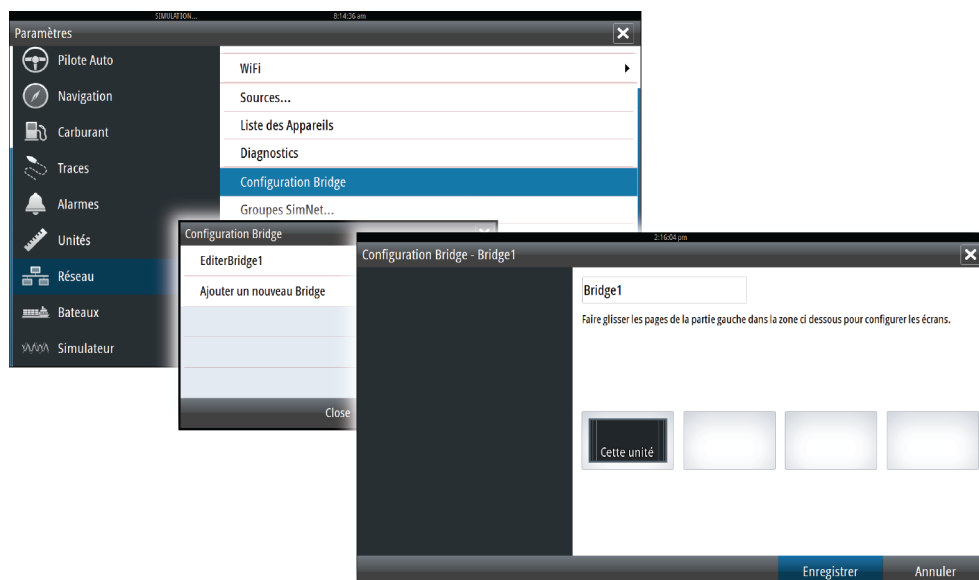 SIMULATION... 8:14:36 am
Paramètres
Pilote Auto
Navigation
Carburant
Traces
Alarmes
Unités
Réseau
Bateaux
Simulateur
WiFi
Sources...
Liste des Appareils
Diagnostics
Configuration Bridge
Groupes SimNet...
Configuration Bridge
EditerBridge1
Ajouter un nouveau Bridge
Close
2:16:04 pm
Configuration Bridge - Bridge1
Bridge1
Faire glisser les pages de la partie gauche dans la zone ci dessous pour configurer les écrans.
Cette unité
Enregistrer Annuler